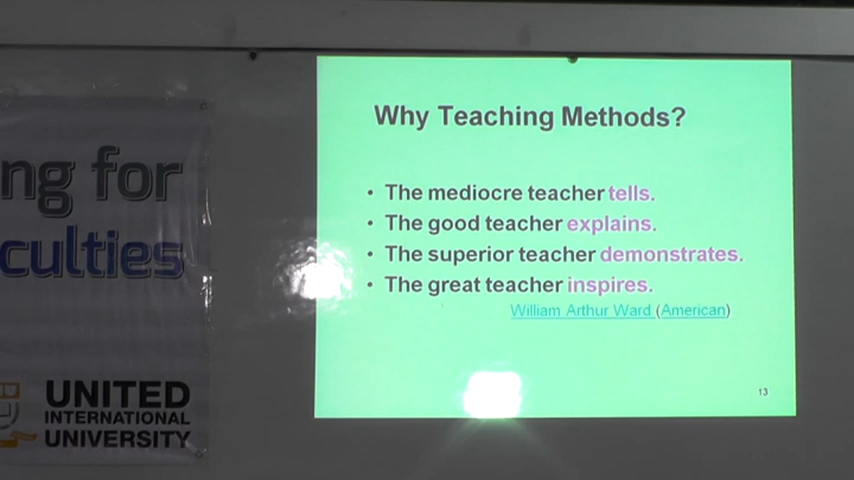 ng for
culties
UNITED
INTERNATIONAL
UNIVERSITY
Why Teaching Methods?
• The mediocre teacher tells.
• The good teacher explains.
• The superior teacher demonstrates.
• The great teacher inspires.
William Arthur Ward (American)
13